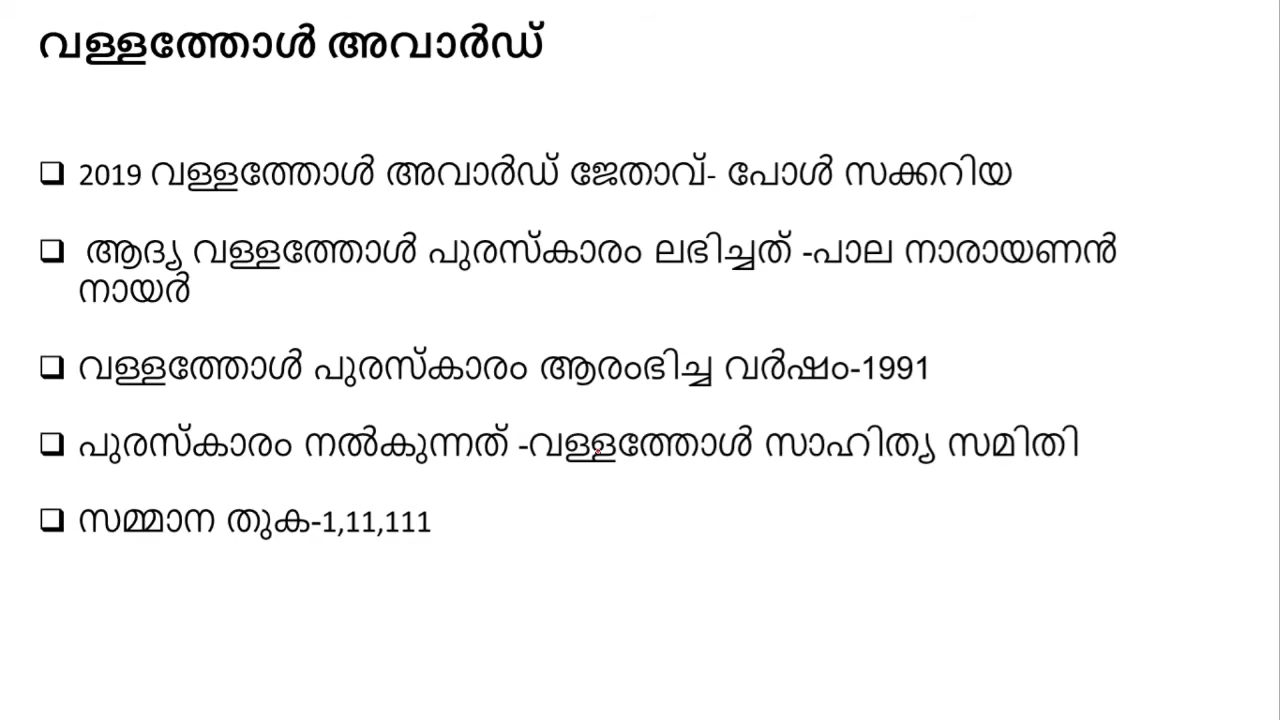 വള്ളത്തോൾ അവാർഡ്
❑ 2019 വള്ളത്തോൾ അവാർഡ് ജേതാവ്- പോൾ സക്കറിയ
❑ ആദ്യ വള്ളത്തോൾ പുരസ്കാരം ലഭിച്ചത് -പാല നാരായണൻ
നായർ
❑ വള്ളത്തോൾ പുരസ്കാരം ആരംഭിച്ച വർഷം-1991
❑ പുരസ്കാരം നൽകുന്നത് -വള്ളത്തോൾ സാഹിത്യ സമിതി
❑ സമ്മാന തുക-1,11,111